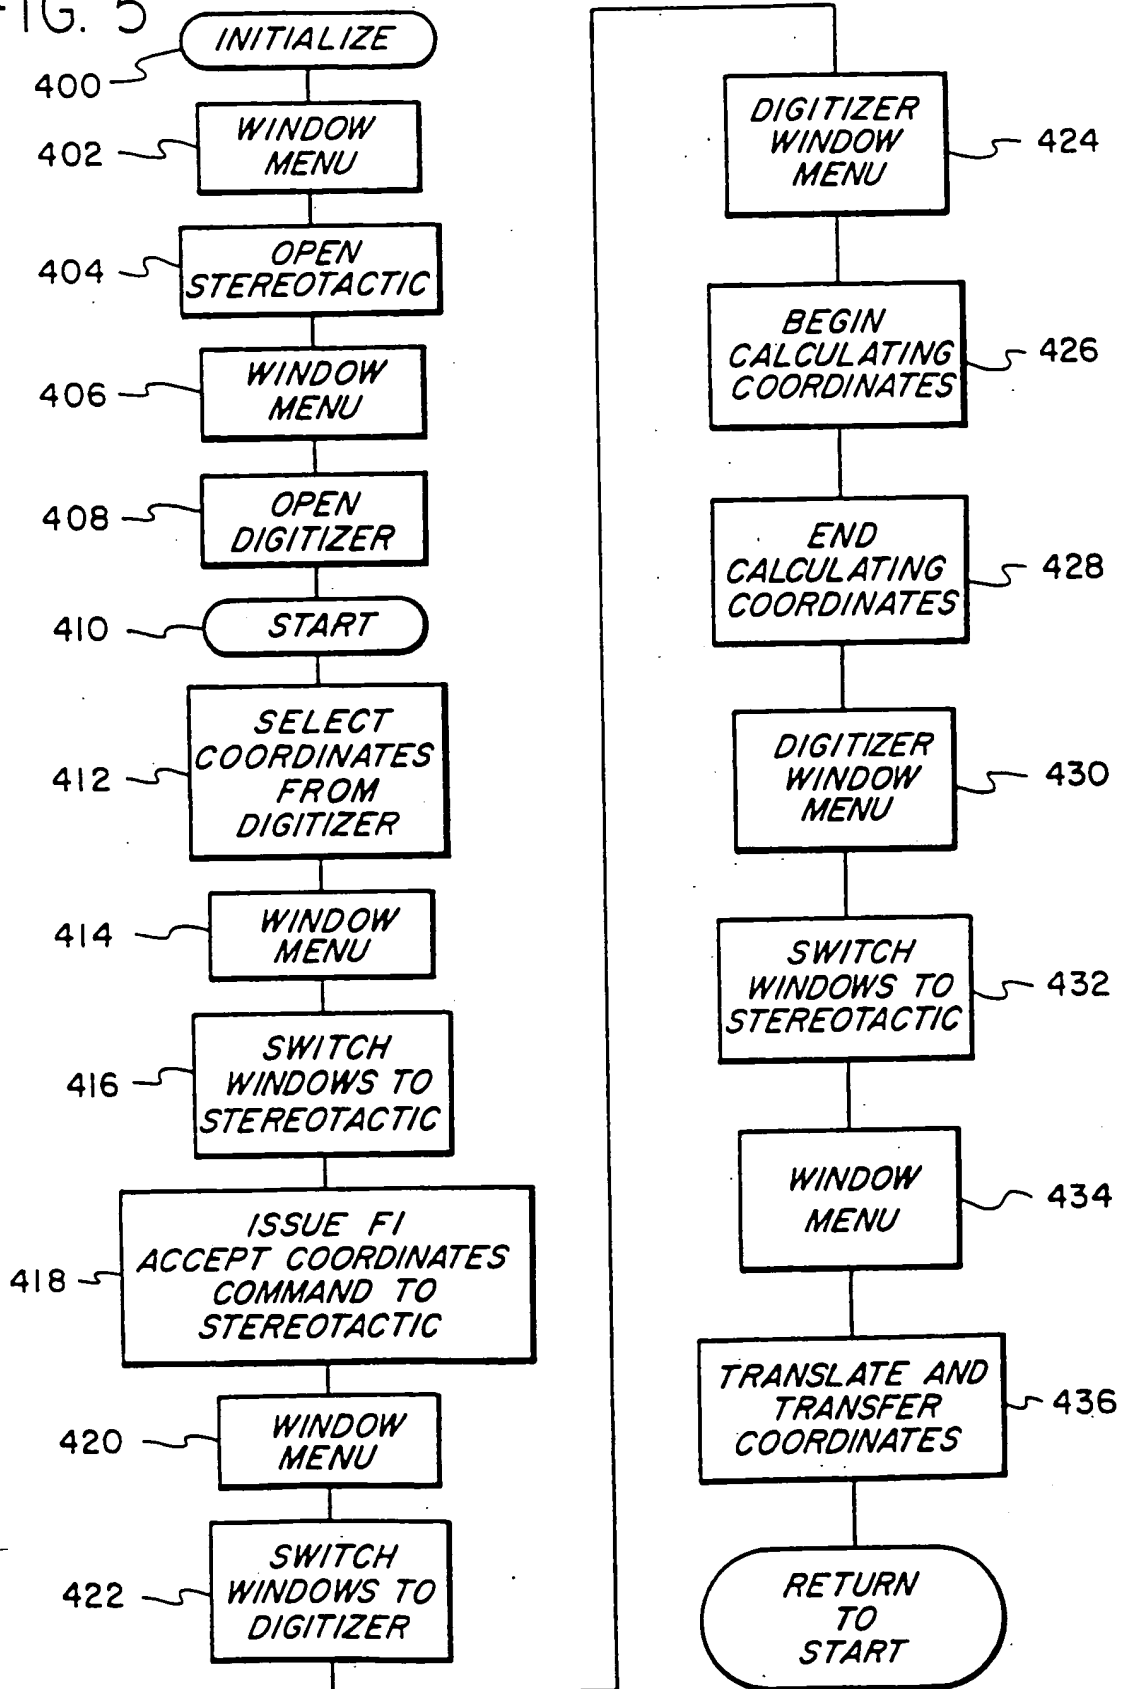 FIG. 5
INITIALIZE
400
WINDOW
MENU
402
OPEN
STEREOTACTIC
404
WINDOW
MENU
406
OPEN
DIGITIZER
408
START
410
SELECT
COORDINATES
FROM
DIGITIZER
412
WINDOW
MENU
414
SWITCH
WINDOWS TO
STEREOTACTIC
416
ISSUE F1
ACCEPT COORDINATES
COMMAND TO
STEREOTACTIC
418
WINDOW
MENU
420
SWITCH
WINDOWS TO
DIGITIZER
422
DIGITIZER
WINDOW
MENU
424
BEGIN
CALCULATING
COORDINATES
426
END
CALCULATING
COORDINATES
428
DIGITIZER
WINDOW
MENU
430
SWITCH
WINDOWS TO
STEREOTACTIC
432
WINDOW
MENU
434
TRANSLATE AND
TRANSFER
COORDINATES
436
RETURN
TO
START